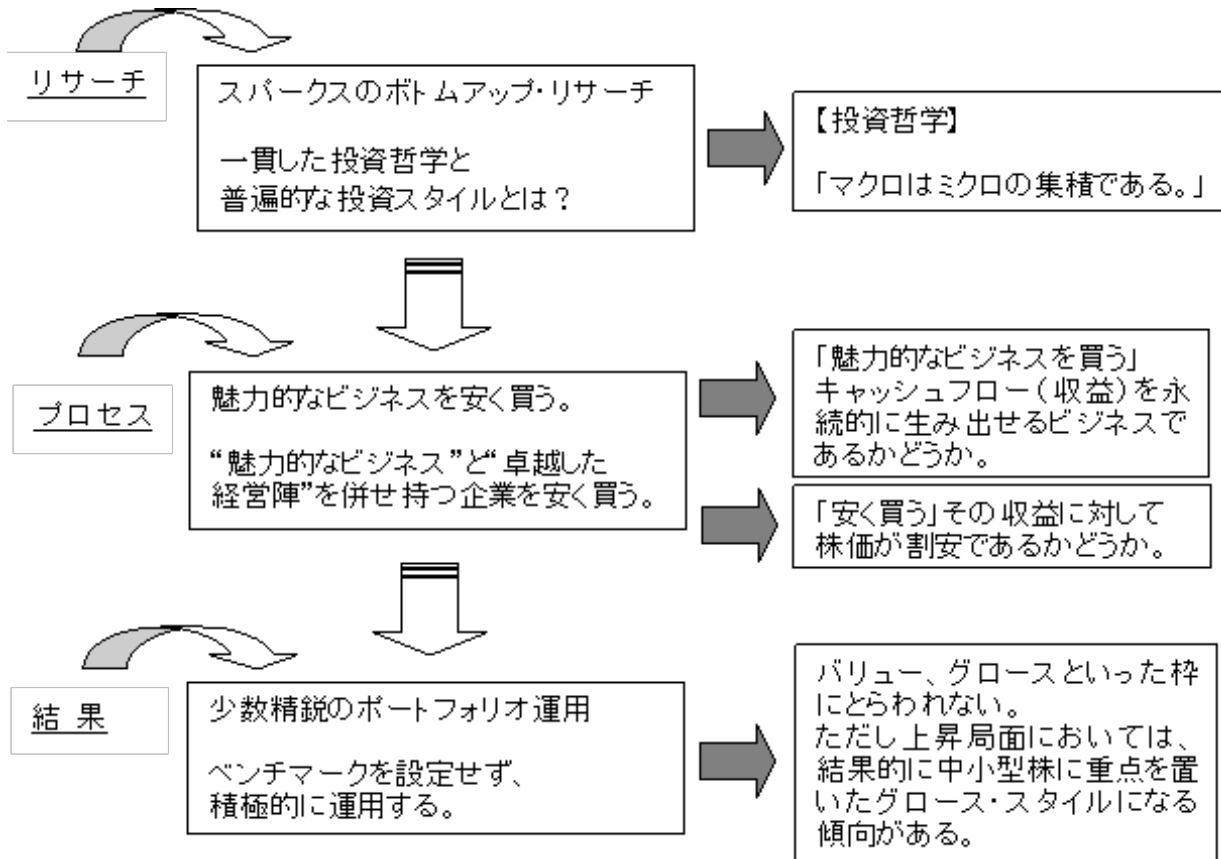 リサーチ
スパークスのボトムアップ・リサーチ
一貫した投資哲学と
普遍的な投資スタイルとは？
【投資哲学】
「マクロはミクロの集積である。」
プロセス
魅力的なビジネスを安く買う。
“魅力的なビジネス”と“卓越した
経営陣”を併せ持つ企業を安く買う。
「魅力的なビジネスを買う」
キャッシュフロー（収益）を永
続的に生み出せるビジネスで
あるかどうか。
「安く買う」その収益に対して
株価が割安であるかどうか。
結 果
少数精鋭のポートフォリオ運用
ベンチマークを設定せず、
積極的に運用する。
バリュー、グロースといった枠
にとらわれない。
ただし上昇局面においては、
結果的に中小型株に重点を置
いたグロース・スタイルになる
傾向がある。